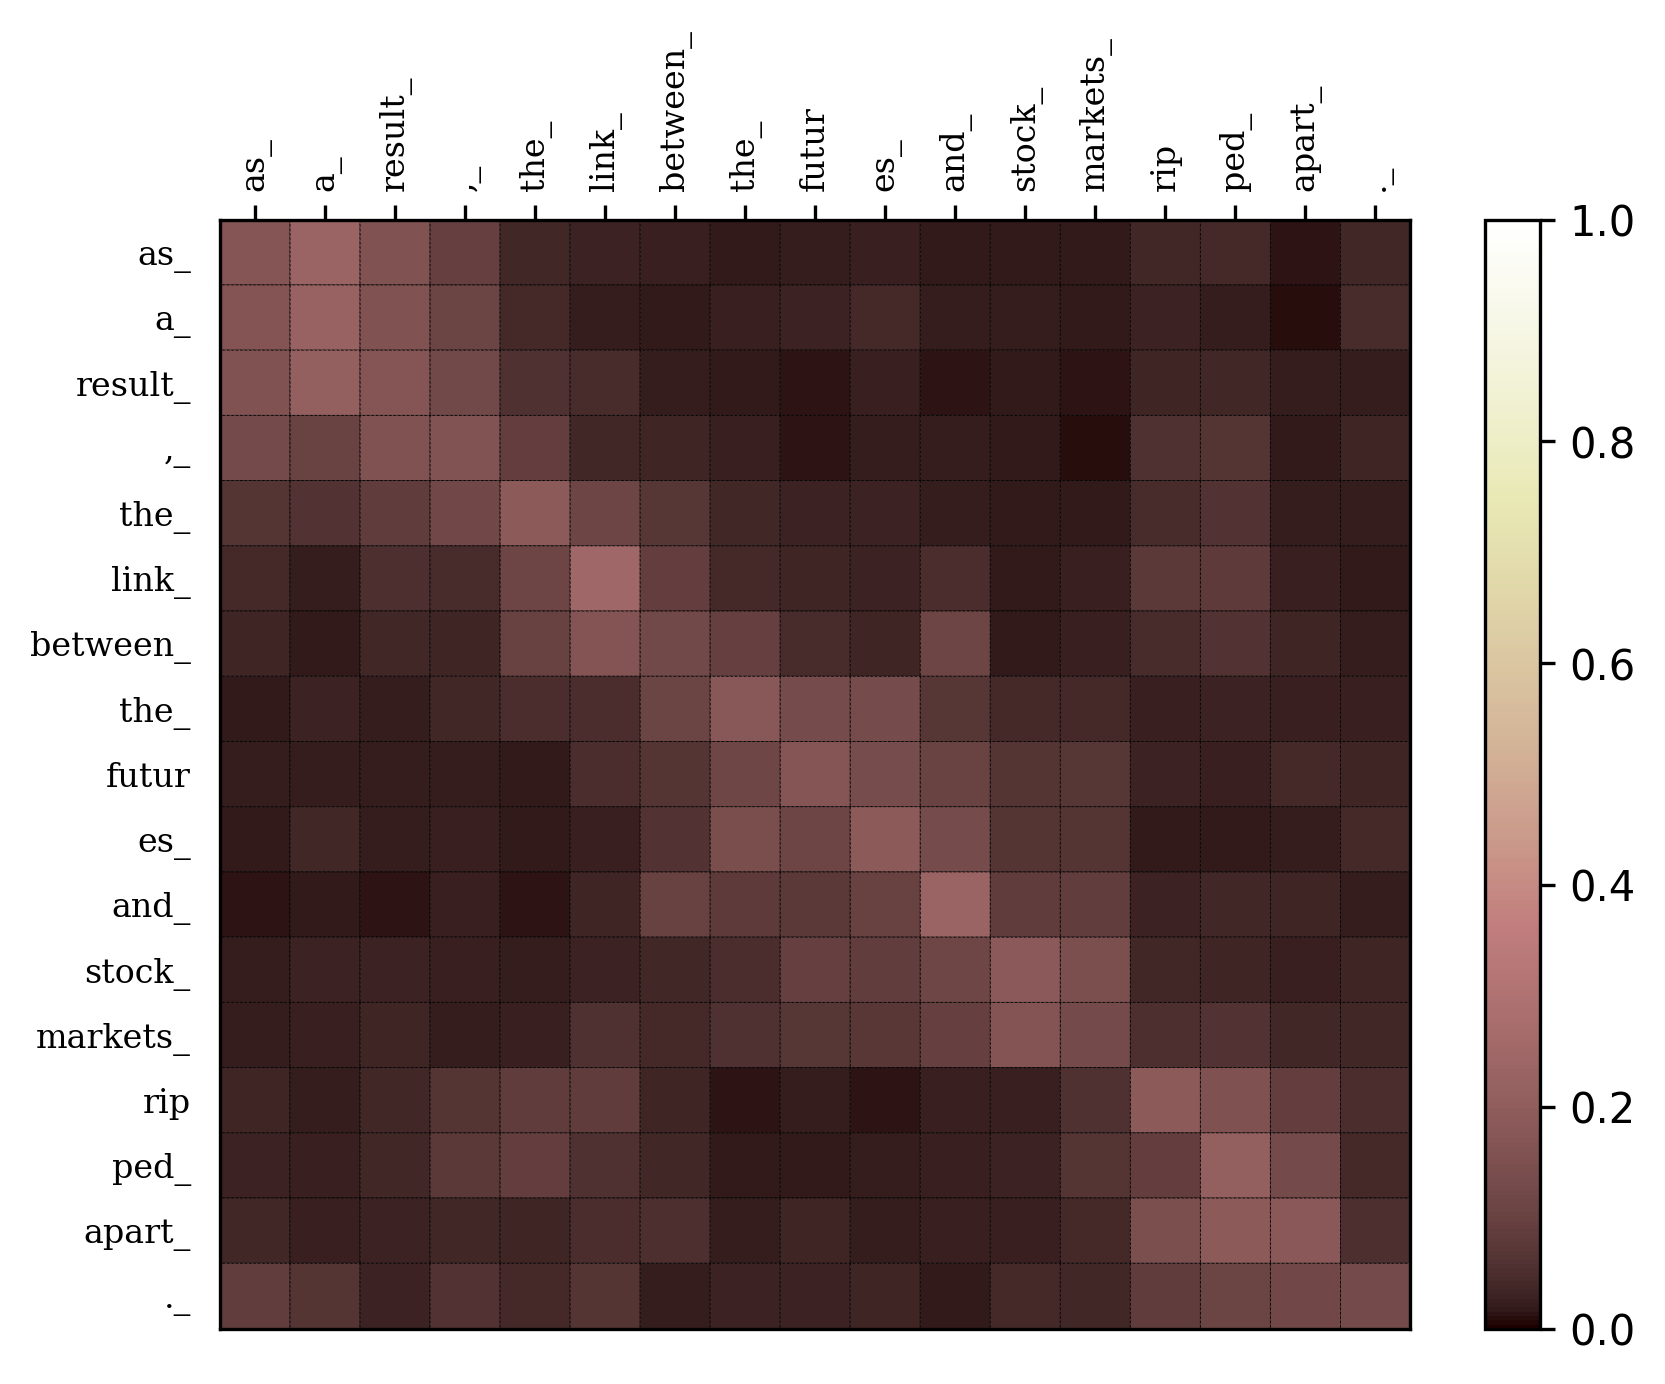 as_ a_ result_ ,_ the_ link_ between_ the_ futur es_ and_ stock_ markets_ rip ped_ apart_ ._
as_
a_
result_
,_
the_
link_
between_
the_
futur
es_
and_
stock_
markets_
rip
ped_
apart_
._
1.0
0.8
0.6
0.4
0.2
0.0